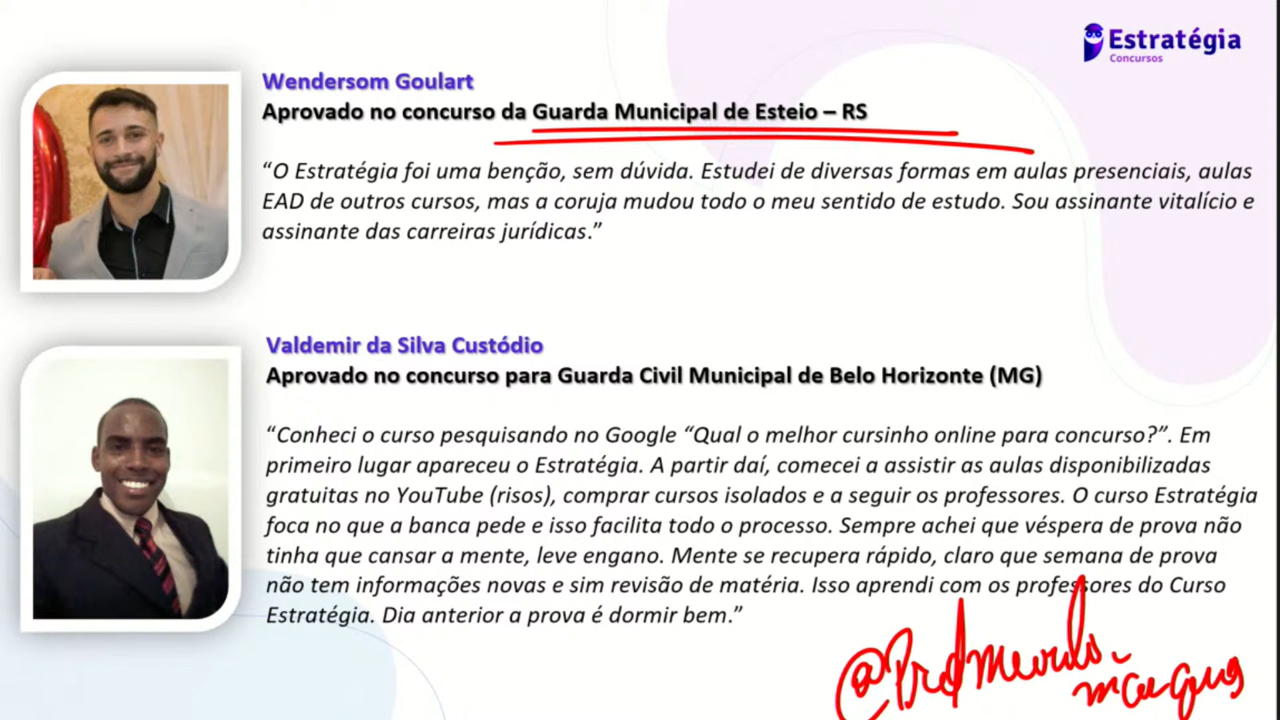 Estratégia
Concursos
Wendersom Goulart
Aprovado no concurso da Guarda Municipal de Esteio – RS
“O Estratégia foi uma benção, sem dúvida. Estudei de diversas formas em aulas presenciais, aulas
EAD de outros cursos, mas a coruja mudou todo o meu sentido de estudo. Sou assinante vitalício e
assinante das carreiras jurídicas.”
Valdemir da Silva Custódio
Aprovado no concurso para Guarda Civil Municipal de Belo Horizonte (MG)
“Conheci o curso pesquisando no Google “Qual o melhor cursinho online para concurso?”. Em
primeiro lugar apareceu o Estratégia. A partir daí, comecei a assistir as aulas disponibilizadas
gratuitas no YouTube (risos), comprar cursos isolados e a seguir os professores. O curso Estratégia
foca no que a banca pede e isso facilita todo o processo. Sempre achei que véspera de prova não
tinha que cansar a mente, leve engano. Mente se recupera rápido, claro que semana de prova
não tem informações novas e sim revisão de matéria. Isso aprendi com os professores do Curso
Estratégia. Dia anterior a prova é dormir bem.”